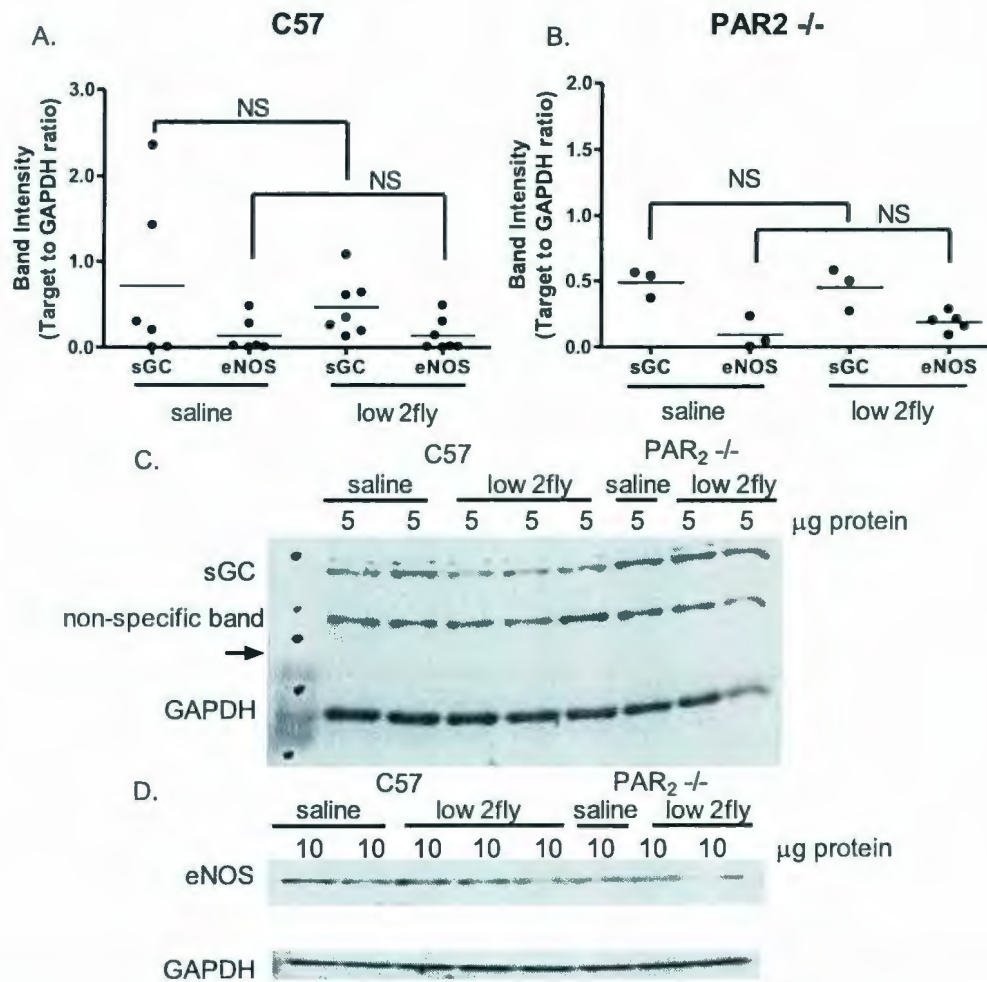 A. C57
Band Intensity
(Target to GAPDH ratio)
3.0
2.0
1.0
0.0
NS
NS
sGC eNOS sGC eNOS
saline low 2fly
B. PAR2 -/-
Band Intensity
(Target to GAPDH ratio)
2.0
1.5
1.0
0.5
0.0
NS
NS
sGC eNOS sGC eNOS
saline low 2fly
C. C57 PAR₂ -/-
saline low 2fly saline low 2fly
5 5 5 5 5 5 5 5 μg protein
sGC
non-specific band
GAPDH
D. C57 PAR₂ -/-
saline low 2fly saline low 2fly
10 10 10 10 10 10 10 10 μg protein
eNOS
GAPDH